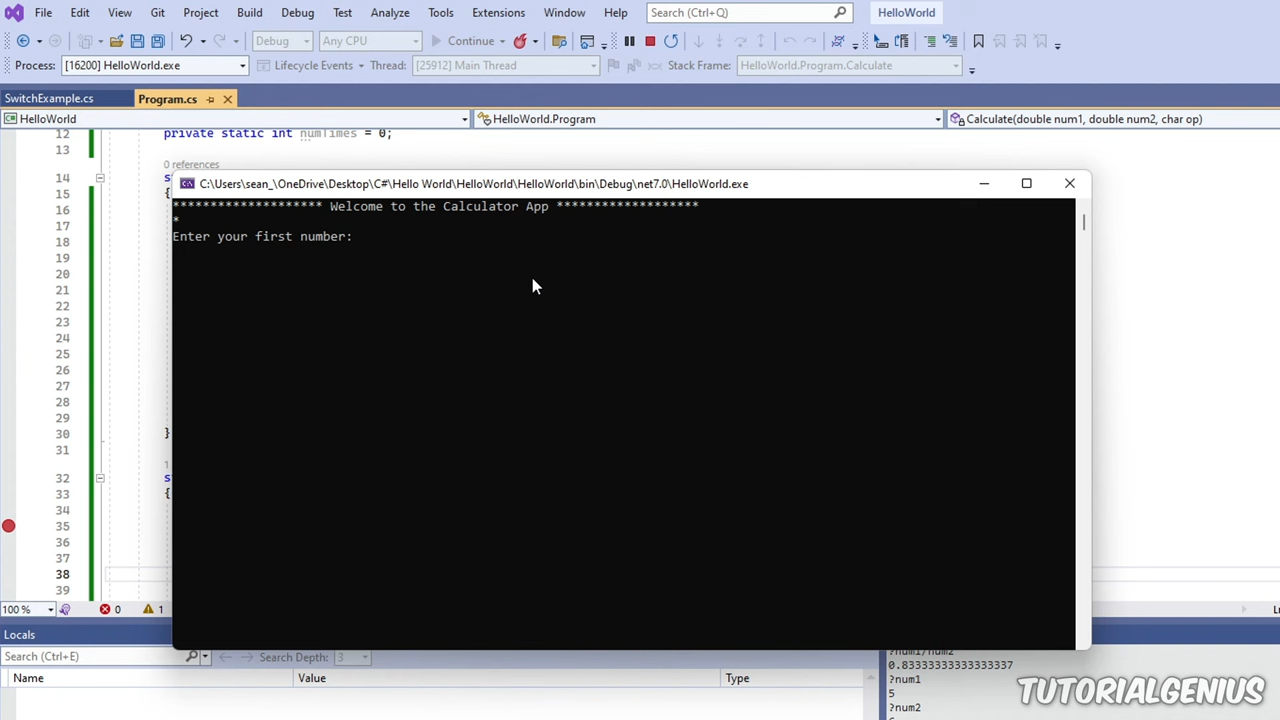 File Edit View Git Project Build Debug Test Analyze Tools Extensions Window Help Search (Ctrl+Q) HelloWorld
Debug Any CPU Continue
Process: [16200] HelloWorld.exe Lifecycle Events Thread: [25912] Main Thread Stack Frame: HelloWorld.Program.Calculate
SwitchExample.cs Program.cs
HelloWorld HelloWorld.Program Calculate(double num1, double num2, char op)
12 private static int numTimes = 0;
13
0 references
14
15 {
16
17
18
19
20
21
22
23
24
25
26
27
28
29
30 }
31
1
32
33 {
34
35
36
37
38
39
C:\Users\sean_\OneDrive\Desktop\C#\Hello World\HelloWorld\HelloWorld\bin\Debug\net7.0\HelloWorld.exe
******************** Welcome to the Calculator App *******************
*
Enter your first number:
100 % 0 1
Locals
Search (Ctrl+E) Search Depth: 3
Name Value Type
?num1/num2
0.83333333333333337
?num1
5
?num2
TUTORIALGENIUS